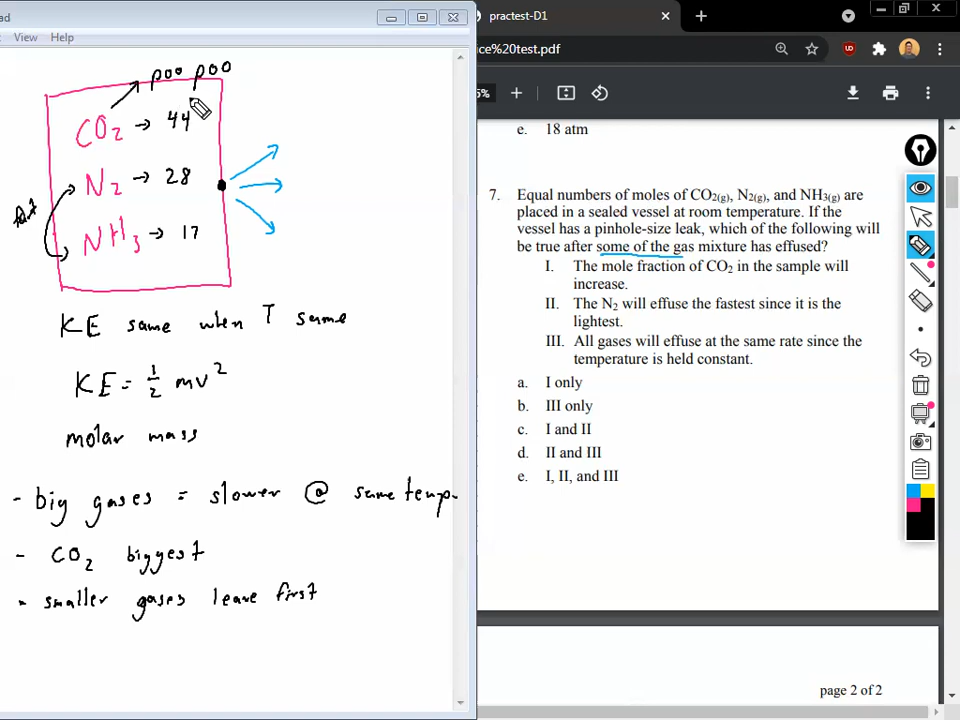 ad
View Help
poo poo
CO2 → 44
N2 → 28
fast
NH3 → 17
KE same when T same
KE = 1/2 mv²
molar mass
- big gases = slower @ same temp.
- CO2 biggest
- smaller gases leave first
practest-D1
ice%20test.pdf
5%
e. 18 atm
7. Equal numbers of moles of CO2(g), N2(g), and NH3(g) are
placed in a sealed vessel at room temperature. If the
vessel has a pinhole-size leak, which of the following will
be true after some of the gas mixture has effused?
I. The mole fraction of CO2 in the sample will
increase.
II. The N2 will effuse the fastest since it is the
lightest.
III. All gases will effuse at the same rate since the
temperature is held constant.
a. I only
b. III only
c. I and II
d. II and III
e. I, II, and III
page 2 of 2